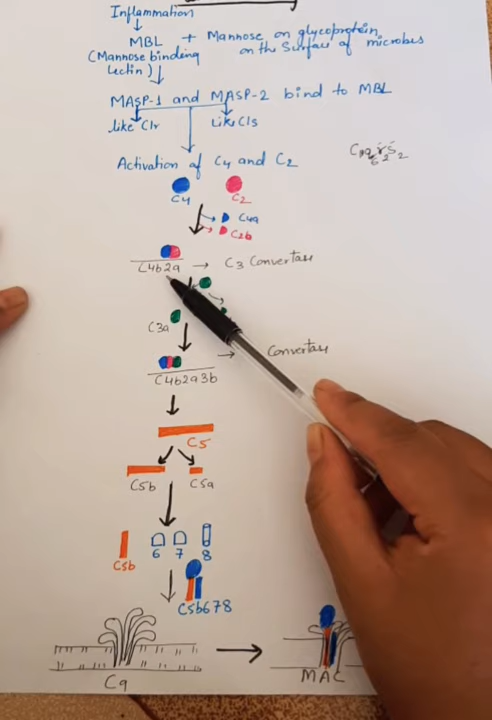 Inflammation
MBL + Mannose on glycoprotein
(Mannose binding on the Surface of microbes
lectin)
MASP-1 and MASP-2 bind to MBL
like C1r like C1s
Activation of C4 and C2
C4 C2
C4a
C2b
C4b2a → C3 Convertase
C3a
→ Convertase
C4b2a3b
C5
C5b C5a
C5b 6 7 8
C5b678
C9 MAC